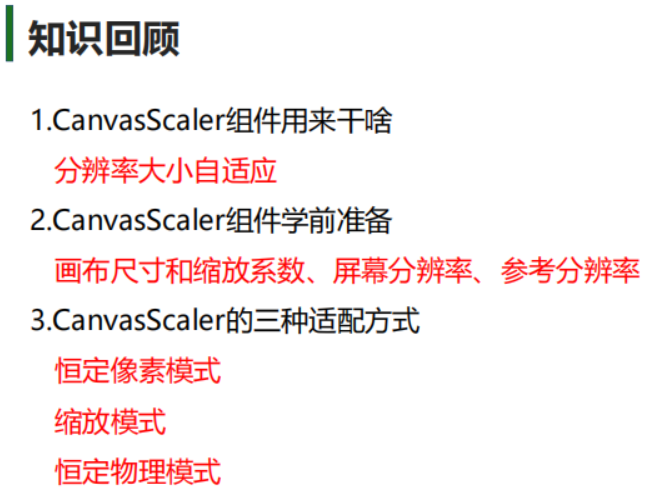 知识回顾
1.CanvasScaler组件用来干啥
分辨率大小自适应
2.CanvasScaler组件学前准备
画布尺寸和缩放系数、屏幕分辨率、参考分辨率
3.CanvasScaler的三种适配方式
恒定像素模式
缩放模式
恒定物理模式